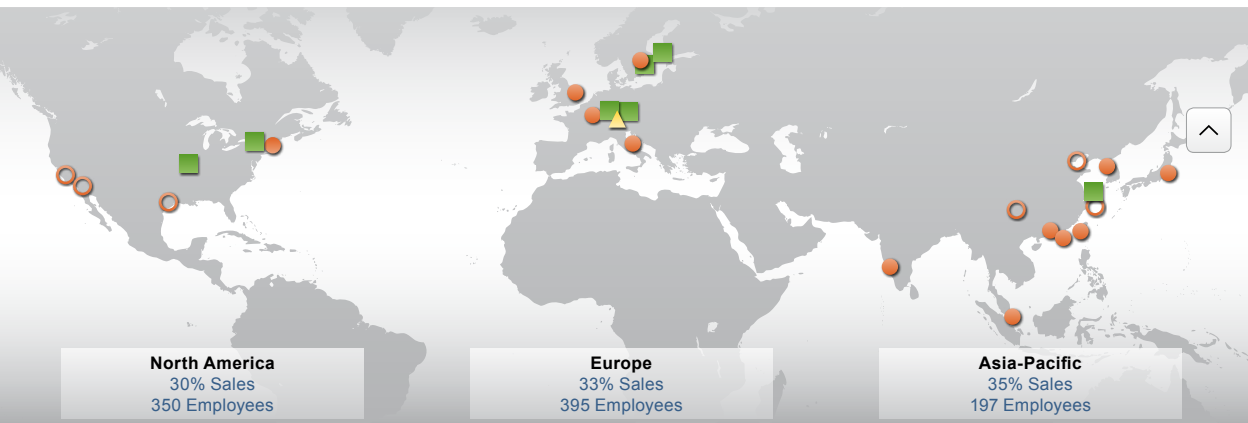 North America
30% Sales
350 Employees
Europe
33% Sales
395 Employees
Asia-Pacific
35% Sales
197 Employees